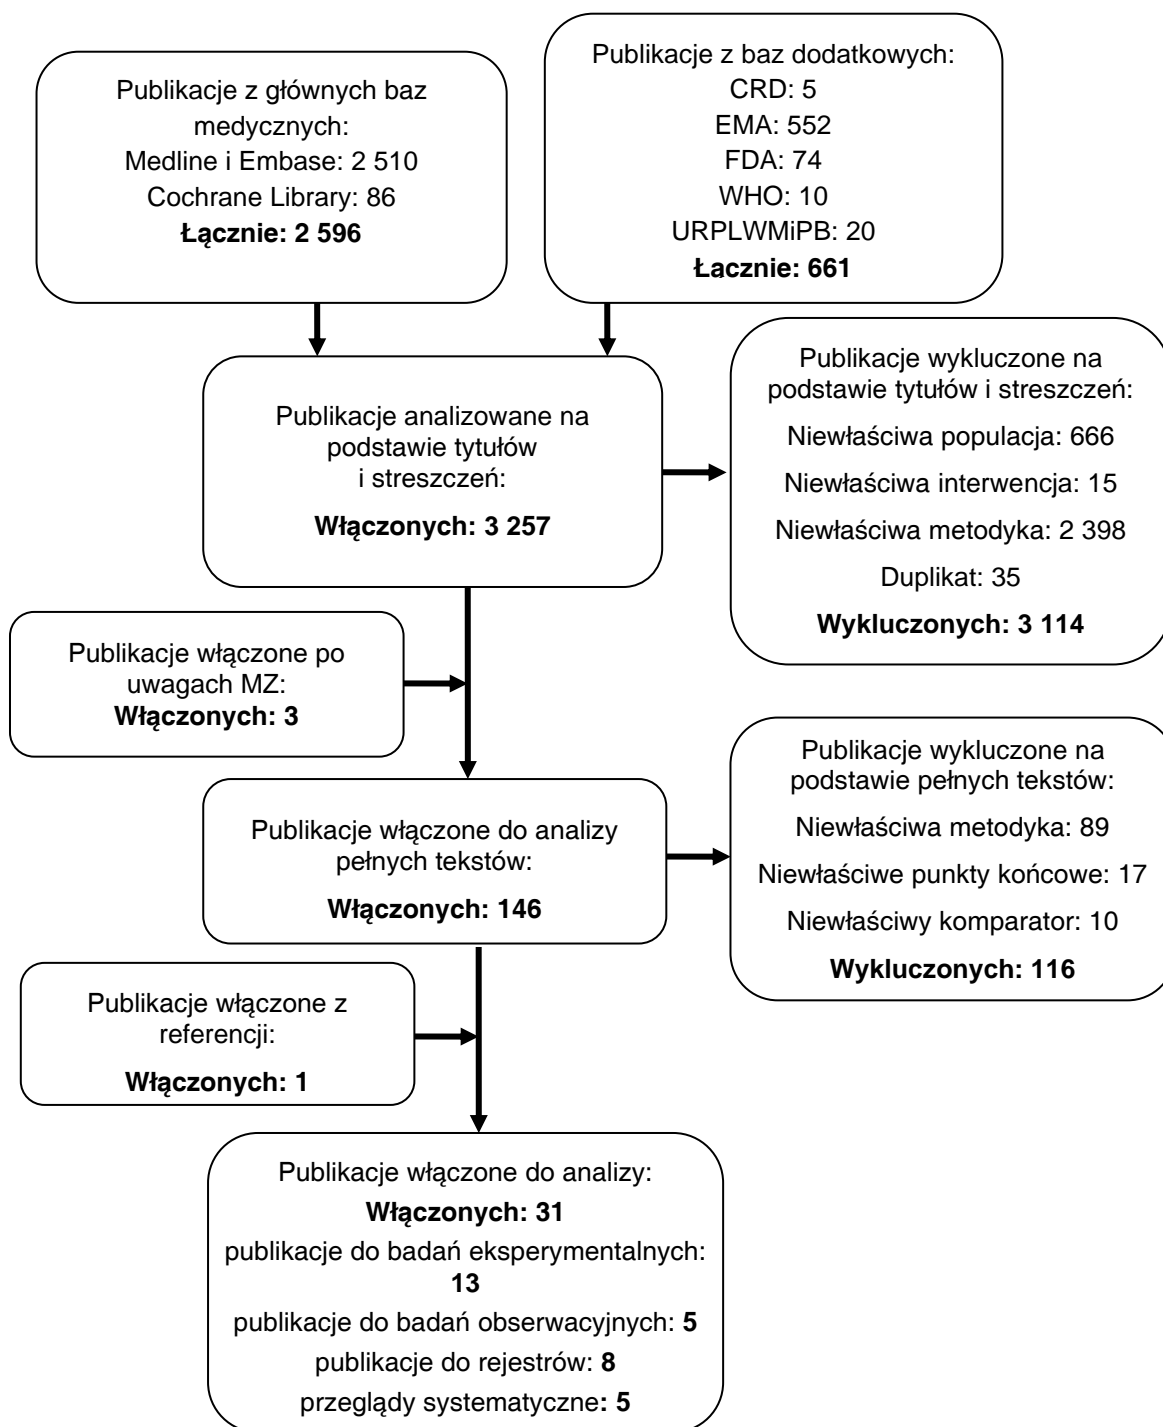 Publikacje z głównych baz
medycznych:
Medline i Embase: 2 510
Cochrane Library: 86
Łącznie: 2 596
Publikacje z baz dodatkowych:
CRD: 5
EMA: 552
FDA: 74
WHO: 10
URPLWMiPB: 20
Łącznie: 661
Publikacje analizowane na
podstawie tytułów
i streszczeń:
Włączonych: 3 257
Publikacje wykluczone na
podstawie tytułów i streszczeń:
Niewłaściwa populacja: 666
Niewłaściwa interwencja: 15
Niewłaściwa metodyka: 2 398
Duplikat: 35
Wykluczonych: 3 114
Publikacje włączone po
uwagach MZ:
Włączonych: 3
Publikacje włączone do analizy
pełnych tekstów:
Włączonych: 146
Publikacje wykluczone na
podstawie pełnych tekstów:
Niewłaściwa metodyka: 89
Niewłaściwe punkty końcowe: 17
Niewłaściwy komparator: 10
Wykluczonych: 116
Publikacje włączone z
referencji:
Włączonych: 1
Publikacje włączone do analizy:
Włączonych: 31
publikacje do badań eksperymentalnych:
13
publikacje do badań obserwacyjnych: 5
publikacje do rejestrów: 8
przeglądy systematyczne: 5